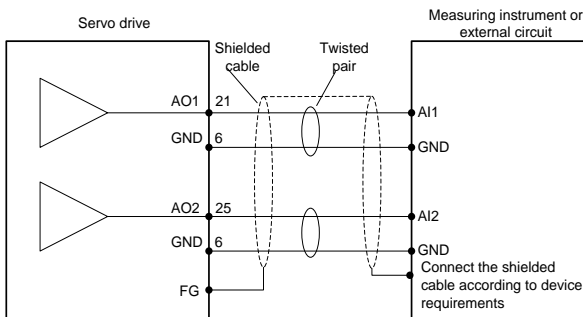 Servo drive
Measuring instrument or
external circuit
Shielded
cable
Twisted
pair
AO1 21
AI1
GND 6
GND
AO2 25
AI2
GND 6
GND
FG
Connect the shielded
cable according to device
requirements